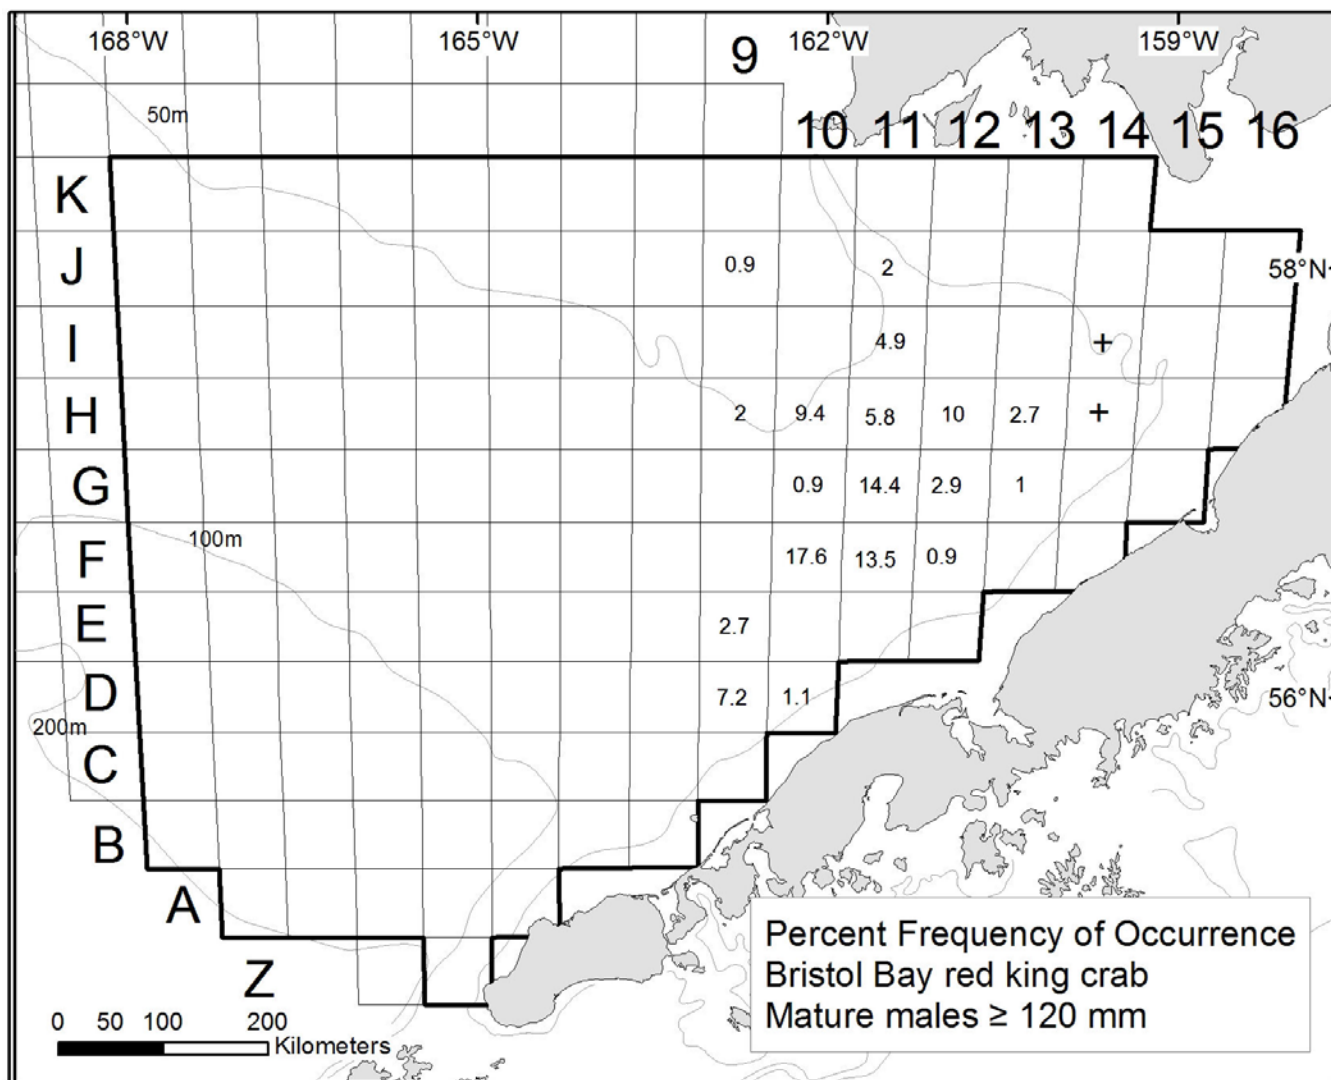 168°W 165°W 162°W 159°W
9
50m
10 11 12 13 14 15 16
K
J 0.9 2 58°N
I 4.9 +
H 2 9.4 5.8 10 2.7 +
G 0.9 14.4 2.9 1
100m
F 17.6 13.5 0.9
E 2.7
D 7.2 1.1 56°N
200m
C
B
A
Z
Percent Frequency of Occurrence
Bristol Bay red king crab
Mature males ≥ 120 mm
0 50 100 200
Kilometers